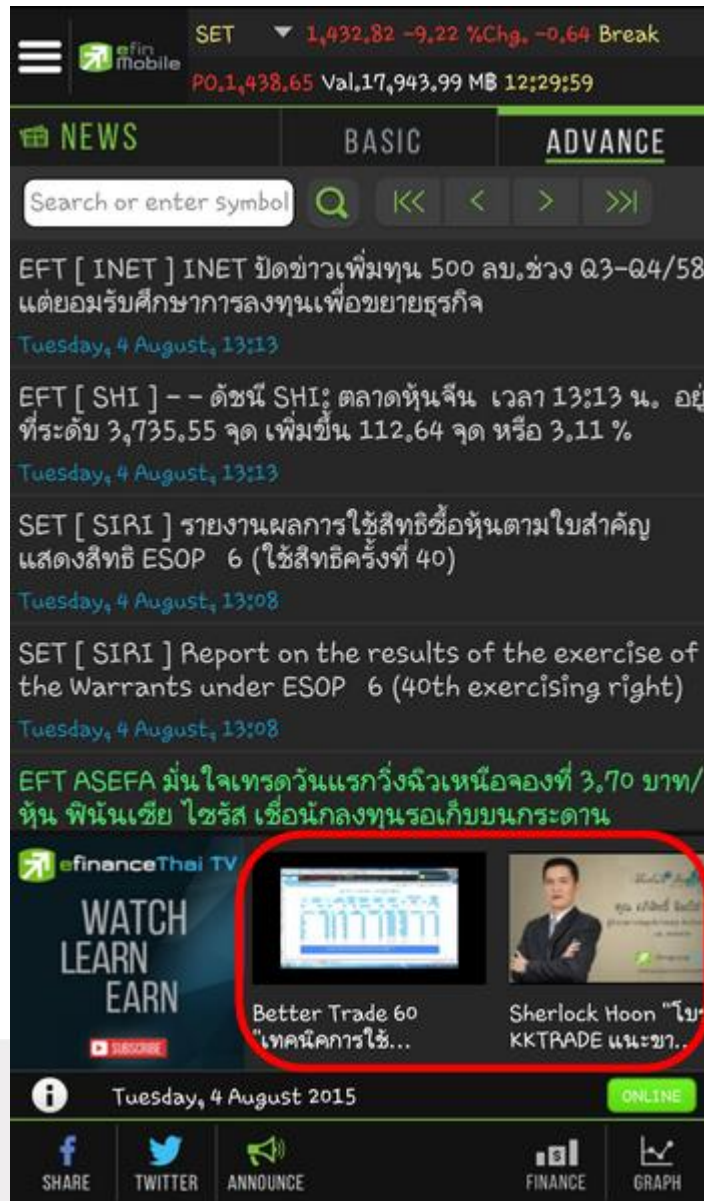 efin Mobile
SET 1,432.82 -9.22 %Chg. -0.64 Break
PO.1,438.65 Val.17,943.99 MB 12:29:59
NEWS BASIC ADVANCE
Search or enter symbol
EFT [ INET ] INET ปัดข่าวเพิ่มทุน 500 ลบ.ช่วง Q3-Q4/58
แต่ยอมรับศึกษาการลงทุนเพื่อขยายธุรกิจ
Tuesday, 4 August, 13:13
EFT [ SHI ] - - ดัชนี SHI: ตลาดหุ้นจีน เวลา 13:13 น. อยู่
ที่ระดับ 3,735.55 จุด เพิ่มขึ้น 112.64 จุด หรือ 3.11 %
Tuesday, 4 August, 13:13
SET [ SIRI ] รายงานผลการใช้สิทธิซื้อหุ้นตามใบสำคัญ
แสดงสิทธิ ESOP 6 (ใช้สิทธิครั้งที่ 40)
Tuesday, 4 August, 13:08
SET [ SIRI ] Report on the results of the exercise of
the Warrants under ESOP 6 (40th exercising right)
Tuesday, 4 August, 13:08
EFT ASEFA มั่นใจเทรดวันแรกวิ่งฉิวเหนือจองที่ 3.70 บาท/
หุ้น ฟินันเซีย ไซรัส เชื่อนักลงทุนรอเก็บบนกระดาน
efinanceThai TV
WATCH
LEARN
EARN
SUBSCRIBE
Better Trade 60
"เทคนิคการใช้...
Sherlock Hoon "โบร
KKTRADE แนะขา...
Tuesday, 4 August 2015 ONLINE
SHARE TWITTER ANNOUNCE FINANCE GRAPH